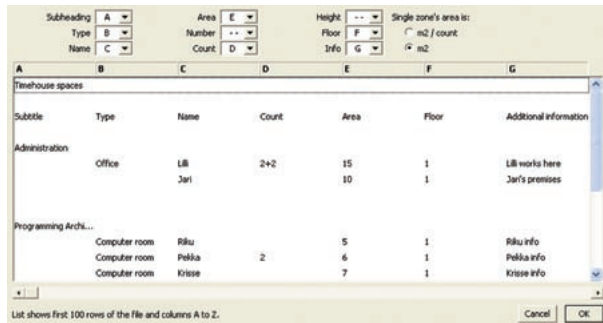 Subheading A Area E Height -- Single zone's area is:
Type B Number -- Floor F m2 / count
Name C Count D Info G m2
A B C D E F G
Timehouse spaces
Subtitle Type Name Count Area Floor Additional information
Administration
Office Lilli 2+2 15 1 Lilli works here
Jari 10 1 Jari's premises
Programming Archi...
Computer room Riku 5 1 Riku info
Computer room Pekka 2 6 1 Pekka info
Computer room Krisse 7 1 Krisse info
List shows first 100 rows of the file and columns A to Z. Cancel OK